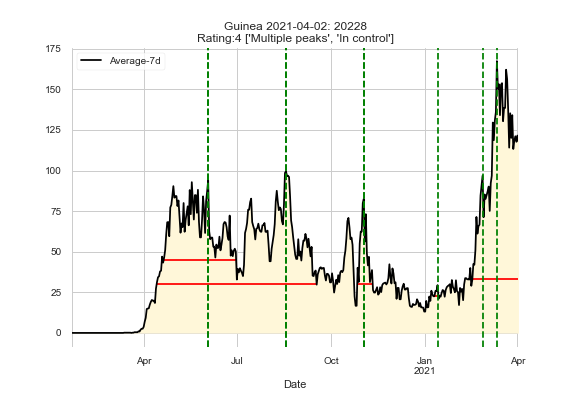 Guinea 2021-04-02: 20228
Rating:4 ['Multiple peaks', 'In control']
175
Average-7d
150
125
100
75
50
25
0
Apr Jul Oct Jan Apr
2021
Date